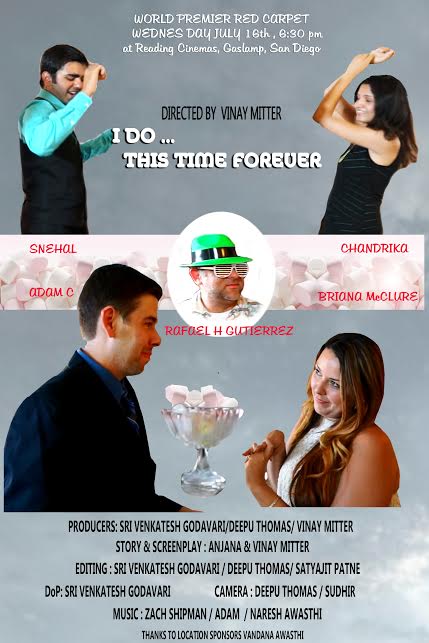 WORLD PREMIER RED CARPET
WEDNES DAY JULY 16th , 6:30 pm
at Reading Cinemas, Gaslamp, San Diego
DIRECTED BY VINAY MITTER
I DO ...
THIS TIME FOREVER
SNEHAL
CHANDRIKA
ADAM C
BRIANA McCLURE
RAFAEL H GUTIERREZ
PRODUCERS: SRI VENKATESH GODAVARI/DEEPU THOMAS/ VINAY MITTER
STORY & SCREENPLAY : ANJANA & VINAY MITTER
EDITING : SRI VENKATESH GODAVARI / DEEPU THOMAS/ SATYAJIT PATNE
DoP: SRI VENKATESH GODAVARI CAMERA : DEEPU THOMAS / SUDHIR
MUSIC : ZACH SHIPMAN / ADAM / NARESH AWASTHI
THANKS TO LOCATION SPONSORS VANDANA AWASTHI